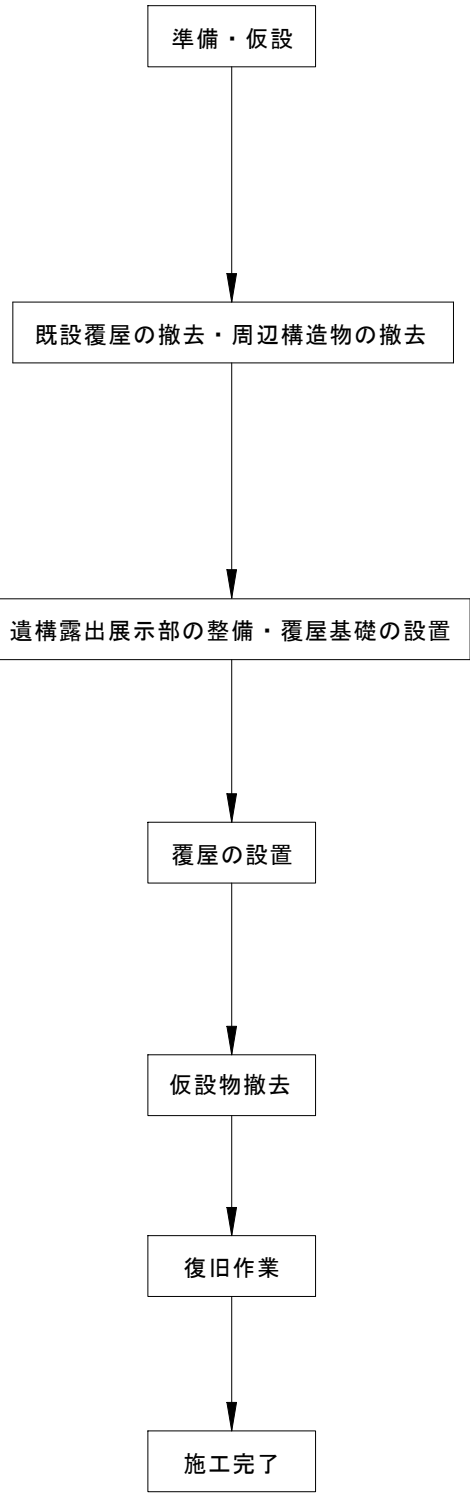 準備・仮設
既設覆屋の撤去・周辺構造物の撤去
遺構露出展示部の整備・覆屋基礎の設置
覆屋の設置
仮設物撤去
復旧作業
施工完了